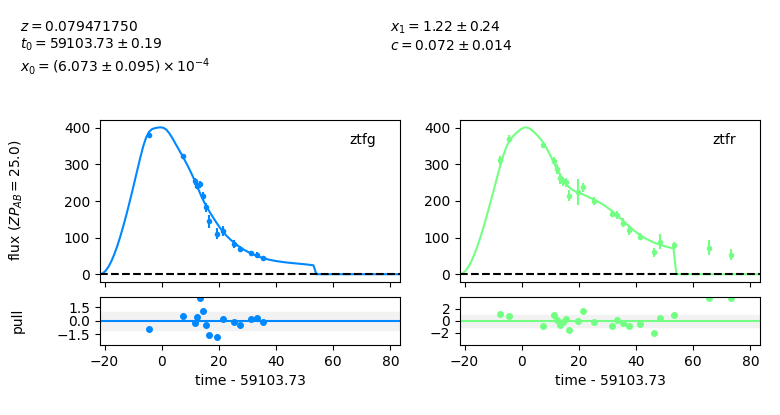 z = 0.079471750
t₀ = 59103.73 ± 0.19
x₀ = (6.073 ± 0.095) × 10⁻⁴
x₁ = 1.22 ± 0.24
c = 0.072 ± 0.014
flux (ZP_AB = 25.0)
400
300
200
100
0
ztfg
400
300
200
100
0
ztfr
pull
1.5
0.0
−1.5
−20 0 20 40 60 80
time - 59103.73
2
0
−2
−20 0 20 40 60 80
time - 59103.73